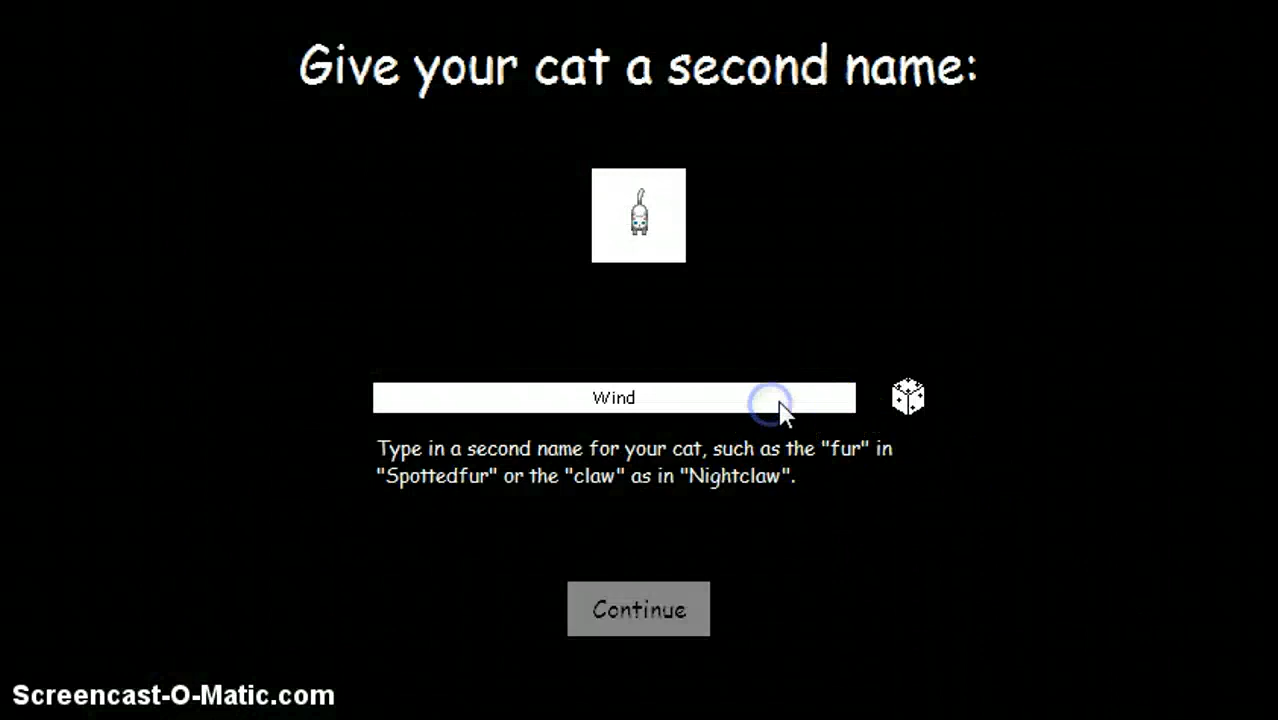 Give your cat a second name:
Wind
Type in a second name for your cat, such as the "fur" in
"Spottedfur" or the "claw" as in "Nightclaw".
Continue
Screencast-O-Matic.com